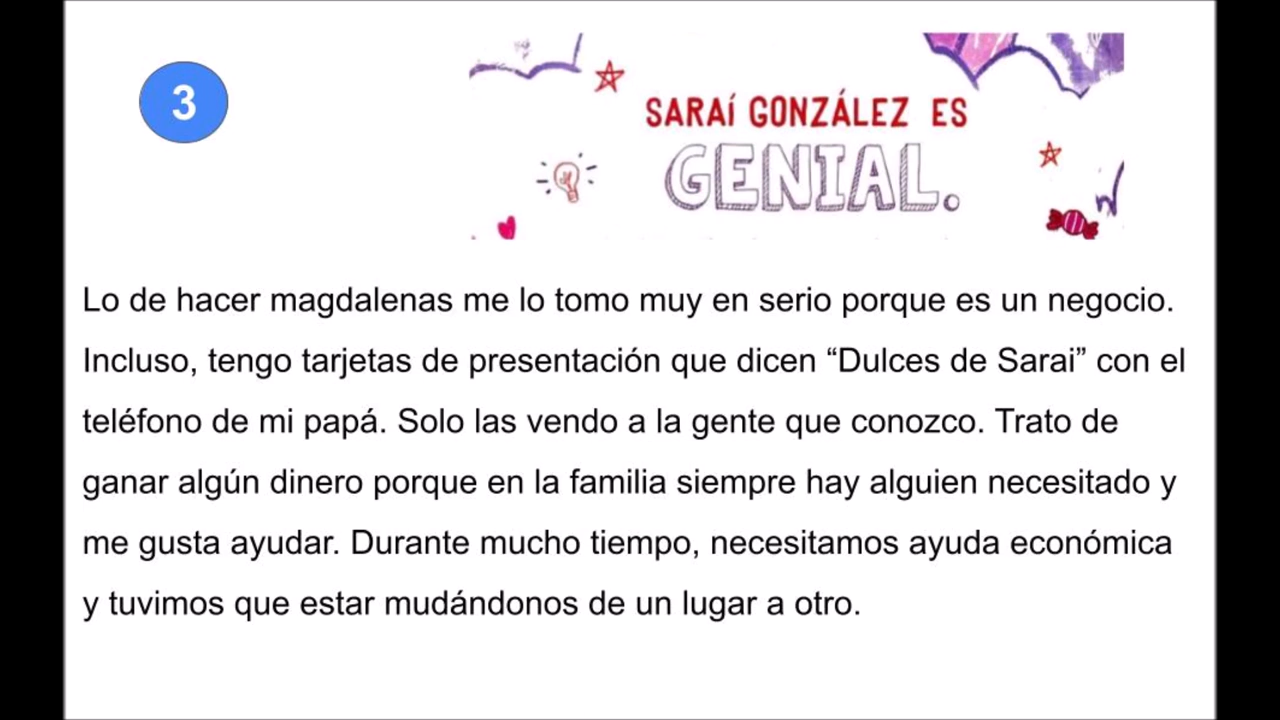 3
SARAÍ GONZÁLEZ ES
GENIAL.
Lo de hacer magdalenas me lo tomo muy en serio porque es un negocio.
Incluso, tengo tarjetas de presentación que dicen “Dulces de Sarai” con el
teléfono de mi papá. Solo las vendo a la gente que conozco. Trato de
ganar algún dinero porque en la familia siempre hay alguien necesitado y
me gusta ayudar. Durante mucho tiempo, necesitamos ayuda económica
y tuvimos que estar mudándonos de un lugar a otro.